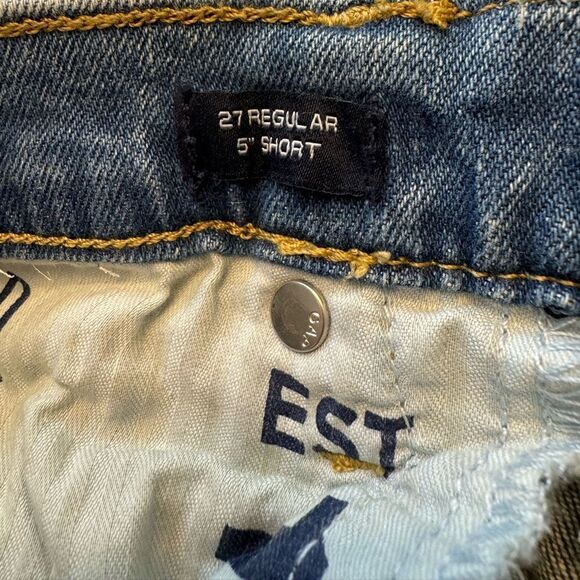 27 REGULAR
5" SHORT
GAP
EST